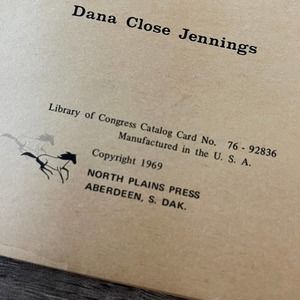 Dana Close Jennings
Library of Congress Catalog Card No. 76 - 92836
Manufactured in the U. S. A.
Copyright 1969
NORTH PLAINS PRESS
ABERDEEN, S. DAK.